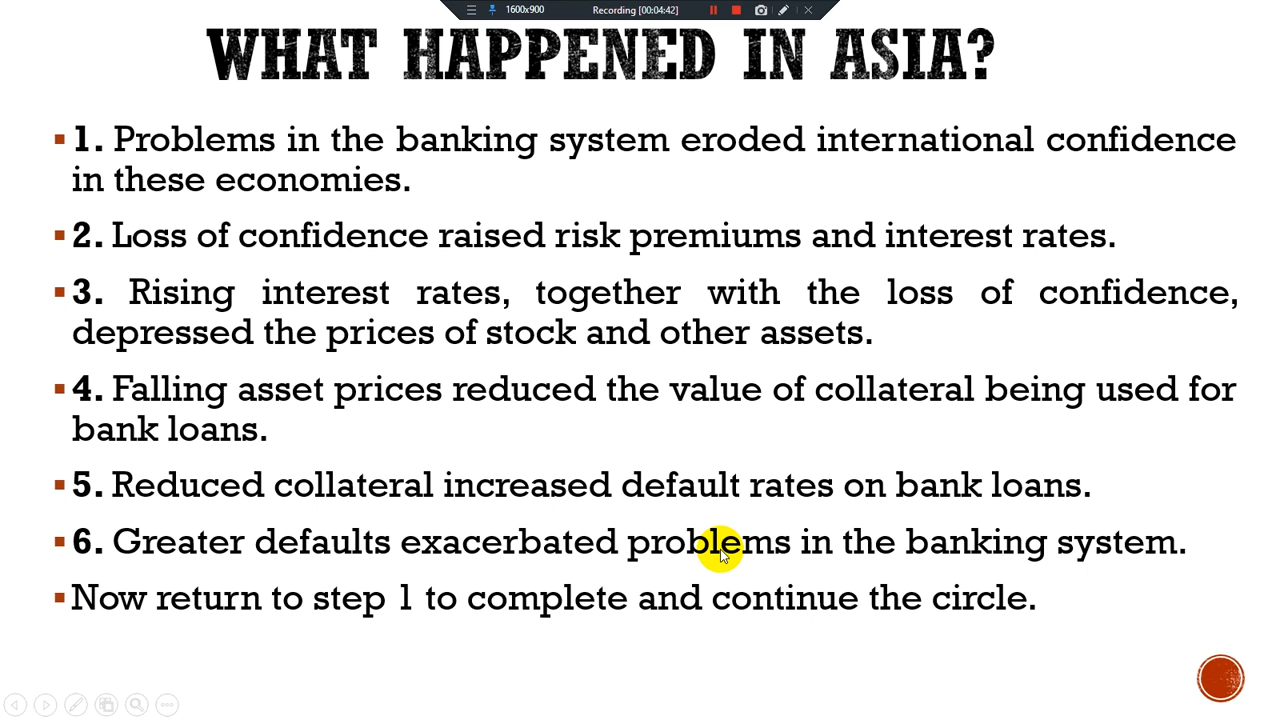 1600x900
Recording [00:04:42]
WHAT HAPPENED IN ASIA?
1. Problems in the banking system eroded international confidence
in these economies.
2. Loss of confidence raised risk premiums and interest rates.
3. Rising interest rates, together with the loss of confidence,
depressed the prices of stock and other assets.
4. Falling asset prices reduced the value of collateral being used for
bank loans.
5. Reduced collateral increased default rates on bank loans.
6. Greater defaults exacerbated problems in the banking system.
Now return to step 1 to complete and continue the circle.